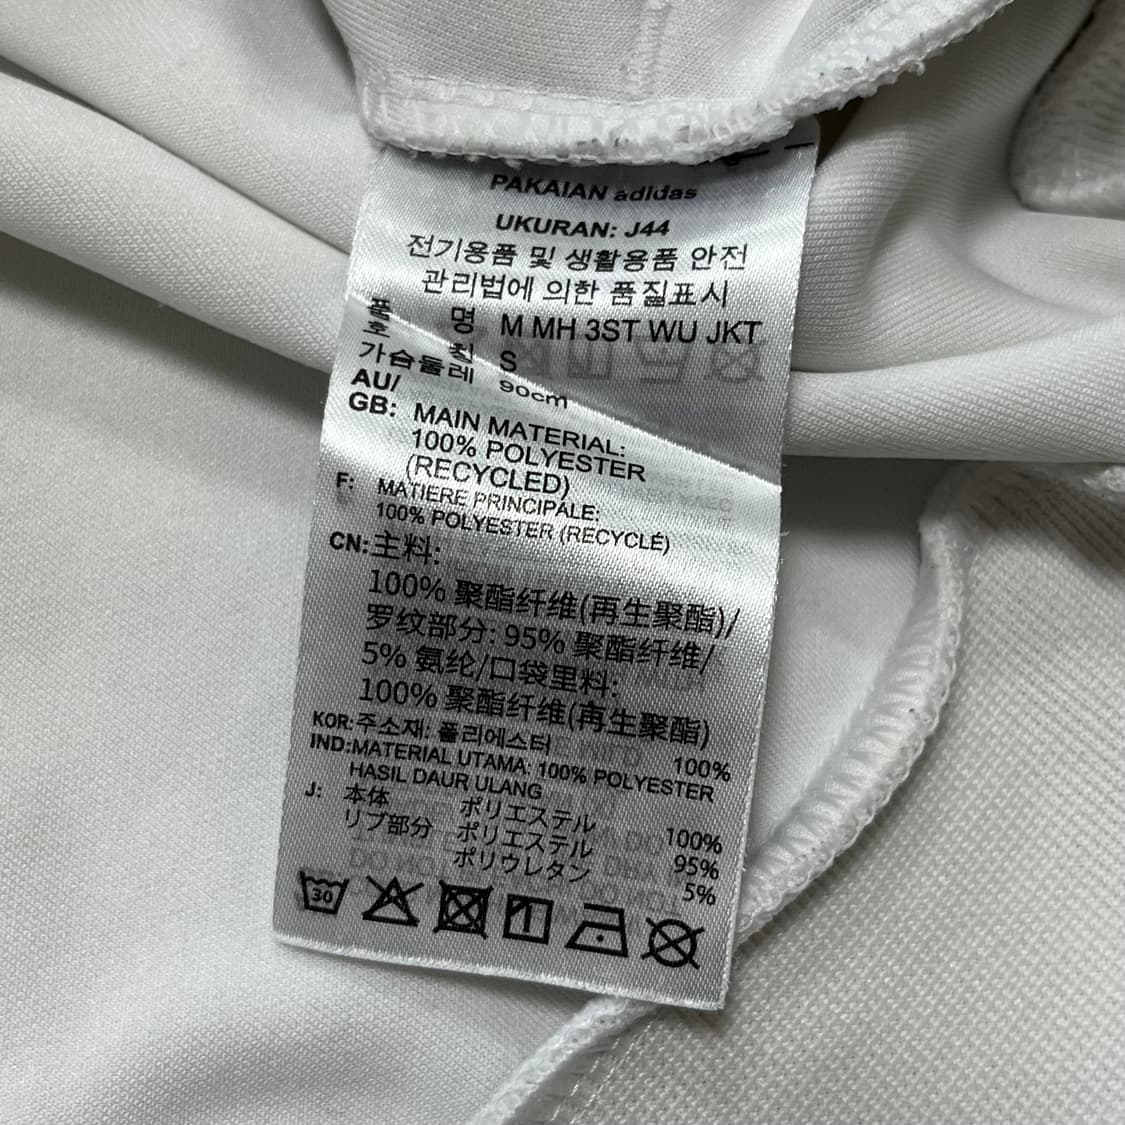 PAKAIAN adidas
UKURAN: J44
전기용품 및 생활용품 안전
관리법에 의한 품질표시
품 명 M MH 3ST WU JKT
호 칭 S
가슴둘레 90cm
AU/
GB: MAIN MATERIAL:
100% POLYESTER
(RECYCLED)
F: MATIERE PRINCIPALE:
100% POLYESTER (RECYCLÉ)
CN: 主料:
100% 聚酯纤维(再生聚酯)/
罗纹部分: 95% 聚酯纤维/
5% 氨纶/口袋里料:
100% 聚酯纤维(再生聚酯)
KOR: 주소재: 폴리에스터 100%
IND: MATERIAL UTAMA: 100% POLYESTER
HASIL DAUR ULANG
J: 本体 ポリエステル 100%
リブ部分 ポリエステル 95%
ポリウレタン 5%
30